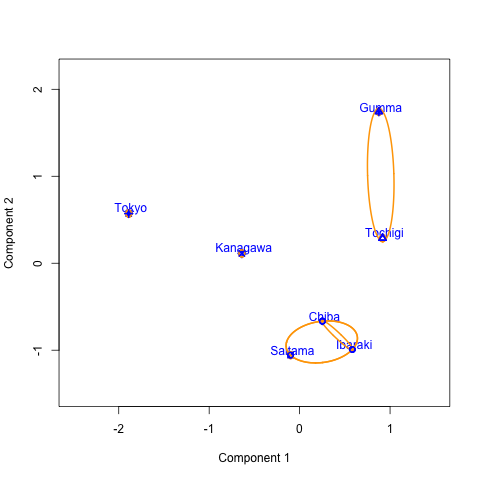 2
Gumma
1
Tokyo
Tochigi
Kanagawa
0
Chiba
Ibaraki
Saitama
-1
-2
-1
0
1
Component 1
Component 2